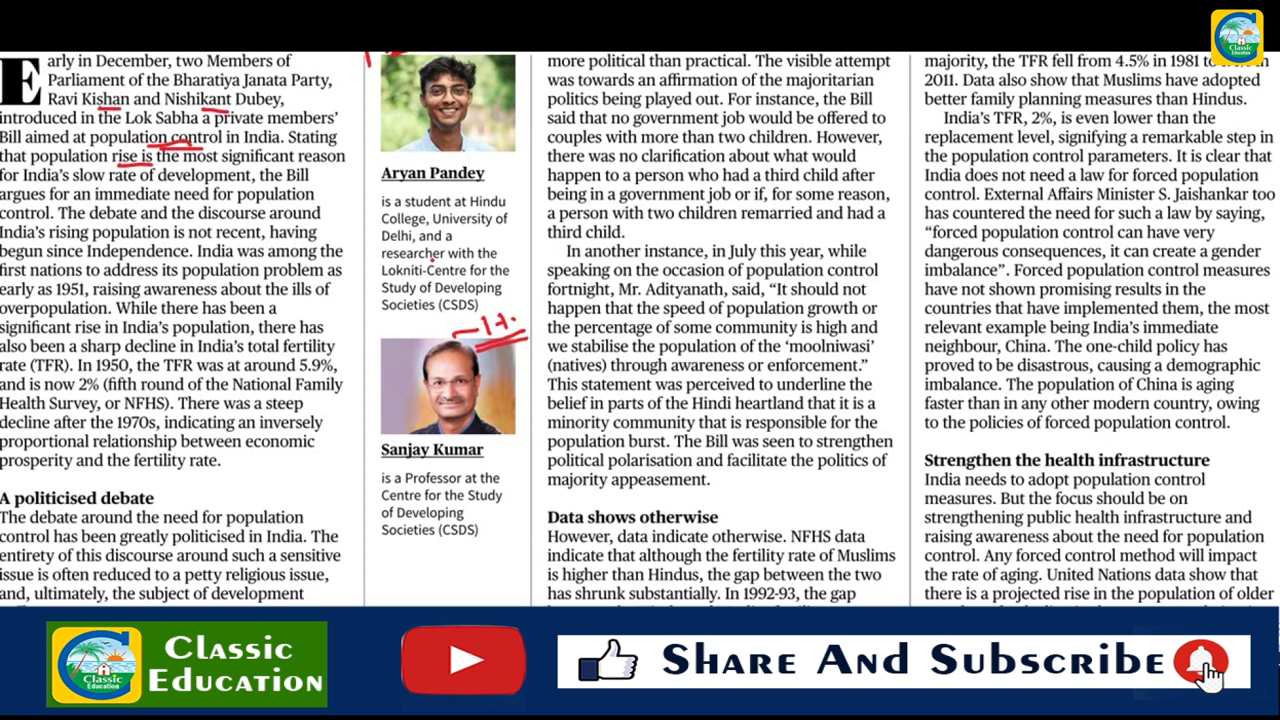 Classic
Education
Early in December, two Members of
Parliament of the Bharatiya Janata Party,
Ravi Kishan and Nishikant Dubey,
introduced in the Lok Sabha a private members’
Bill aimed at population control in India. Stating
that population rise is the most significant reason
for India’s slow rate of development, the Bill
argues for an immediate need for population
control. The debate and the discourse around
India’s rising population is not recent, having
begun since Independence. India was among the
first nations to address its population problem as
early as 1951, raising awareness about the ills of
overpopulation. While there has been a
significant rise in India’s population, there has
also been a sharp decline in India’s total fertility
rate (TFR). In 1950, the TFR was at around 5.9%,
and is now 2% (fifth round of the National Family
Health Survey, or NFHS). There was a steep
decline after the 1970s, indicating an inversely
proportional relationship between economic
prosperity and the fertility rate.
A politicised debate
The debate around the need for population
control has been greatly politicised in India. The
entirety of this discourse around such a sensitive
issue is often reduced to a petty religious issue,
and, ultimately, the subject of development
Aryan Pandey
is a student at Hindu
College, University of
Delhi, and a
researcher with the
Lokniti-Centre for the
Study of Developing
Societies (CSDS)
Sanjay Kumar
is a Professor at the
Centre for the Study
of Developing
Societies (CSDS)
more political than practical. The visible attempt
was towards an affirmation of the majoritarian
politics being played out. For instance, the Bill
said that no government job would be offered to
couples with more than two children. However,
there was no clarification about what would
happen to a person who had a third child after
being in a government job or if, for some reason,
a person with two children remarried and had a
third child.
In another instance, in July this year, while
speaking on the occasion of population control
fortnight, Mr. Adityanath, said, “It should not
happen that the speed of population growth or
the percentage of some community is high and
we stabilise the population of the ‘moolniwasi’
(natives) through awareness or enforcement.”
This statement was perceived to underline the
belief in parts of the Hindi heartland that it is a
minority community that is responsible for the
population burst. The Bill was seen to strengthen
political polarisation and facilitate the politics of
majority appeasement.
Data shows otherwise
However, data indicate otherwise. NFHS data
indicate that although the fertility rate of Muslims
is higher than Hindus, the gap between the two
has shrunk substantially. In 1992-93, the gap
majority, the TFR fell from 4.5% in 1981 to
2011. Data also show that Muslims have adopted
better family planning measures than Hindus.
India’s TFR, 2%, is even lower than the
replacement level, signifying a remarkable step in
the population control parameters. It is clear that
India does not need a law for forced population
control. External Affairs Minister S. Jaishankar too
has countered the need for such a law by saying,
“forced population control can have very
dangerous consequences, it can create a gender
imbalance”. Forced population control measures
have not shown promising results in the
countries that have implemented them, the most
relevant example being India’s immediate
neighbour, China. The one-child policy has
proved to be disastrous, causing a demographic
imbalance. The population of China is aging
faster than in any other modern country, owing
to the policies of forced population control.
Strengthen the health infrastructure
India needs to adopt population control
measures. But the focus should be on
strengthening public health infrastructure and
raising awareness about the need for population
control. Any forced control method will impact
the rate of aging. United Nations data show that
there is a projected rise in the population of older
Classic
Education
Classic
Education
Share And Subscribe